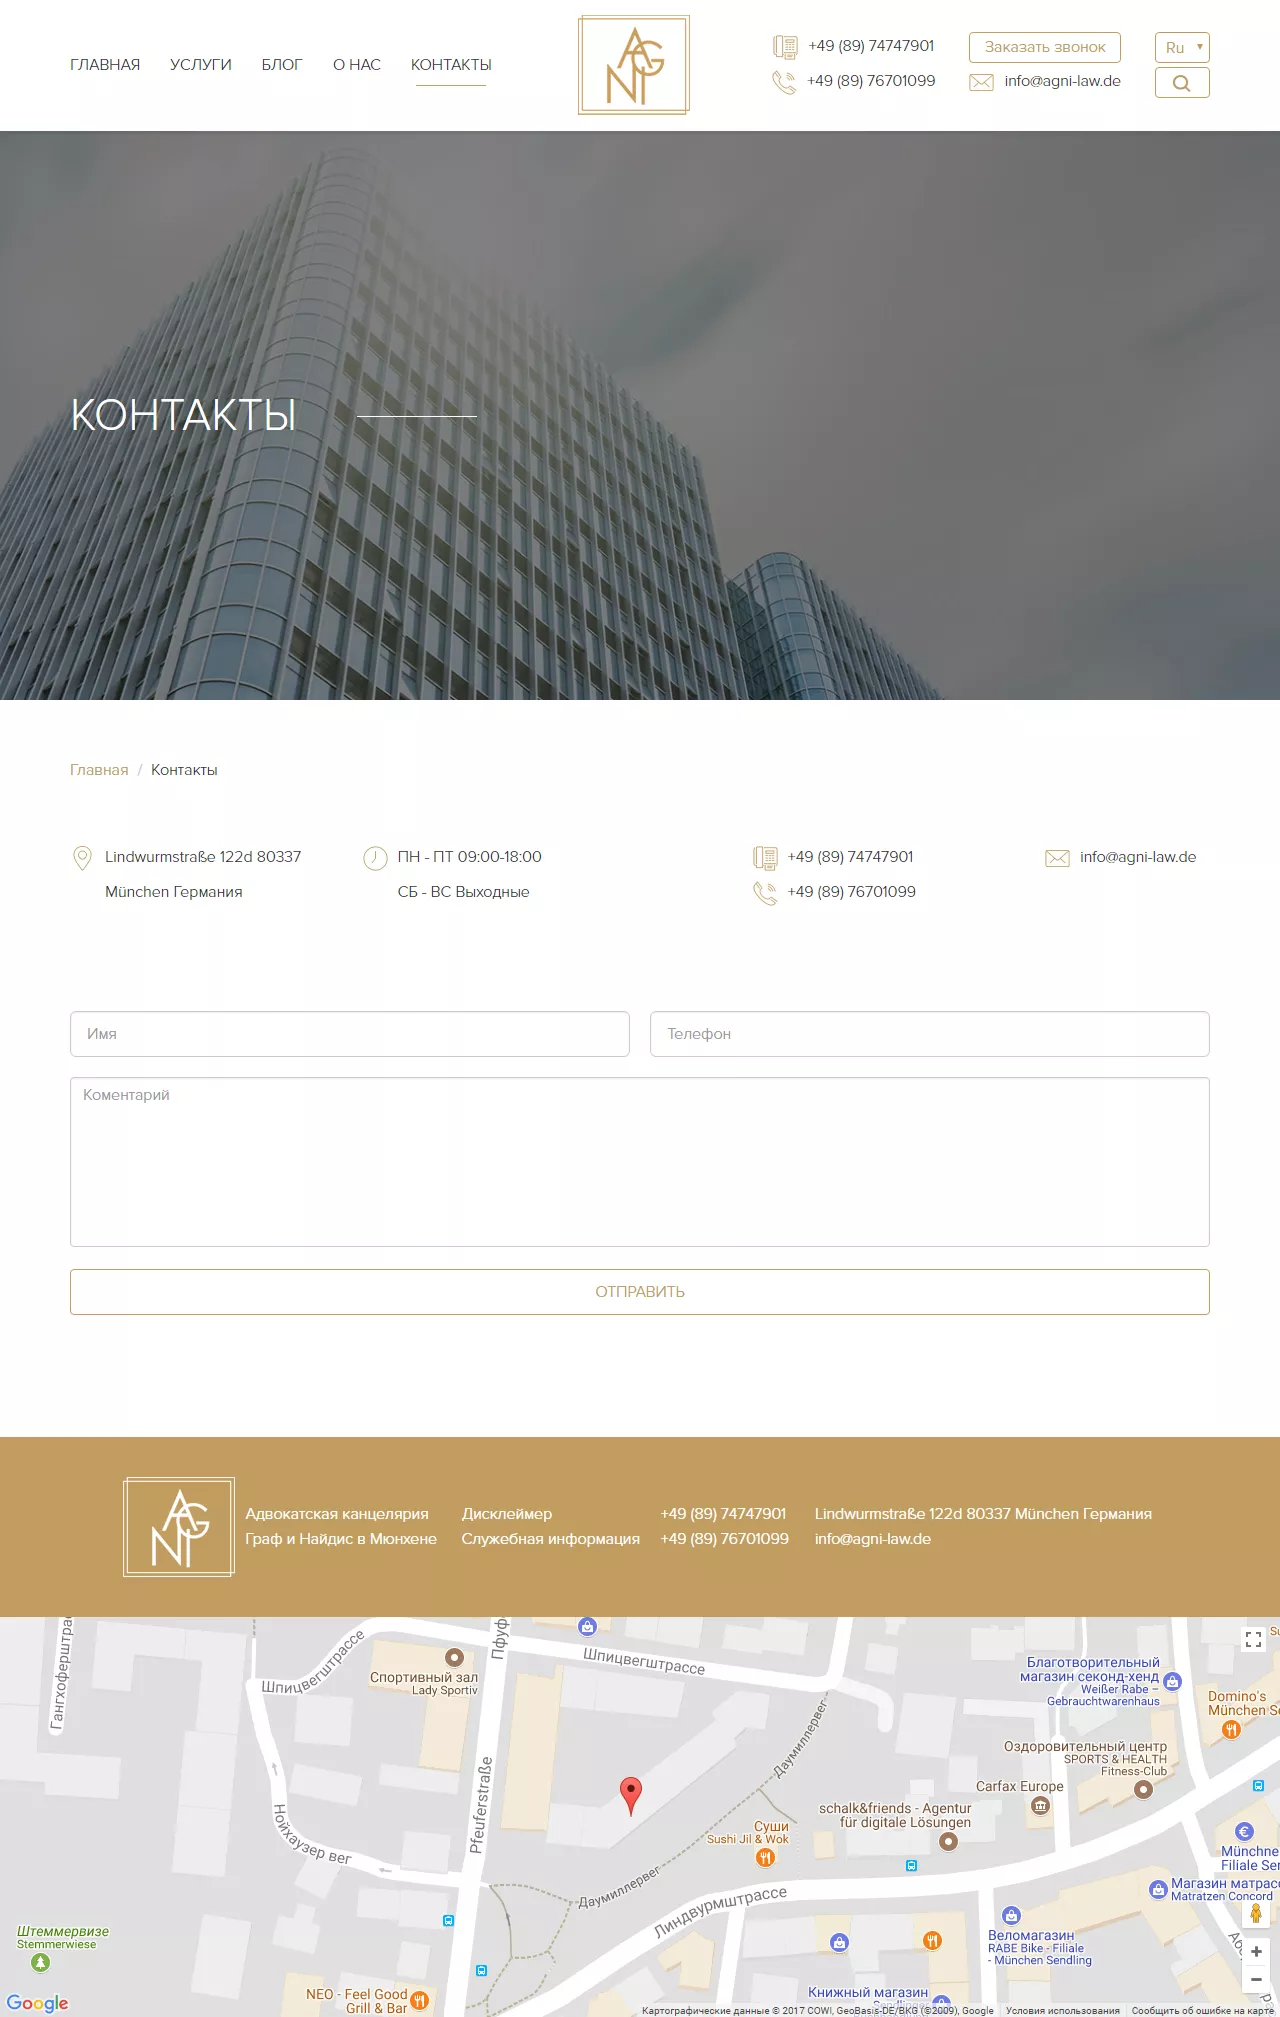 ГЛАВНАЯ УСЛУГИ БЛОГ О НАС КОНТАКТЫ
AGNI
+49 (89) 74747901 Заказать звонок Ru
+49 (89) 76701099 info@agni-law.de
КОНТАКТЫ
Главная / Контакты
Lindwurmstraße 122d 80337 ПН - ПТ 09:00-18:00 +49 (89) 74747901 info@agni-law.de
München Германия СБ - ВС Выходные +49 (89) 76701099
Имя Телефон
Коментарий
ОТПРАВИТЬ
AGNI
Адвокатская канцелярия Дисклеймер +49 (89) 74747901 Lindwurmstraße 122d 80337 München Германия
Граф и Найдис в Мюнхене Служебная информация +49 (89) 76701099 info@agni-law.de
Гангхоферштрас
Шпицвегштрассе
Спортивный зал
Lady Sportiv
Пфуф
Шпицвегштрассе
Благотворительный
магазин секонд-хенд
Weißer Rabe –
Gebrauchtwarenhaus
Su
Domino's
München Se
Оздоровительный центр
SPORTS & HEALTH
Fitness-Club
Carfax Europe
schalk&friends - Agentur
für digitale Lösungen
Даумиллервег
Суши
Sushi Jil & Wok
Pfeuferstraße
Нойхаузер вег
Даумиллервег
Линдвурмштрассе
Münchne
Filiale Ser
Магазин матрасс
Matratzen Concord
Веломагазин
RABE Bike - Filiale
- München Sendling
Штеммервизе
Stemmerwiese
NEO - Feel Good
Grill & Bar
Книжный магазин
Google
Картографические данные © 2017 COWI, GeoBasis-DE/BKG (©2009), Google Условия использования Сообщить об ошибке на карте